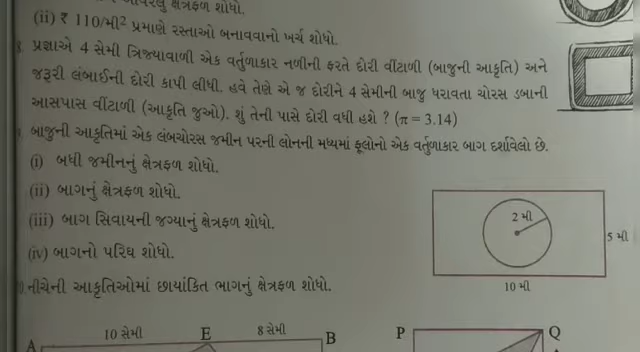 ક્ષેત્રફળ શોધો.
(ii) ₹ 110/મી² પ્રમાણે રસ્તાઓ બનાવવાનો ખર્ચ શોધો.
8. પ્રજ્ઞાએ 4 સેમી ત્રિજ્યાવાળી એક વર્તુળાકાર નળીની ફરતે દોરી વીંટાળી (બાજુની આકૃતિ) અને
જરૂરી લંબાઈની દોરી કાપી લીધી. હવે તેણે એ જ દોરીને 4 સેમીની બાજુ ધરાવતા ચોરસ ડબાની
આસપાસ વીંટાળી (આકૃતિ જુઓ). શું તેની પાસે દોરી વધી હશે ? (π = 3.14)
બાજુની આકૃતિમાં એક લંબચોરસ જમીન પરની લોનની મધ્યમાં ફૂલોનો એક વર્તુળાકાર બાગ દર્શાવેલો છે.
(i) બધી જમીનનું ક્ષેત્રફળ શોધો.
(ii) બાગનું ક્ષેત્રફળ શોધો.
(iii) બાગ સિવાયની જગ્યાનું ક્ષેત્રફળ શોધો.
(iv) બાગનો પરિઘ શોધો.
2 મી
5 મી
10 મી
નીચેની આકૃતિઓમાં છાયાંકિત ભાગનું ક્ષેત્રફળ શોધો.
10 સેમી
8 સેમી
A
E
B
P
Q